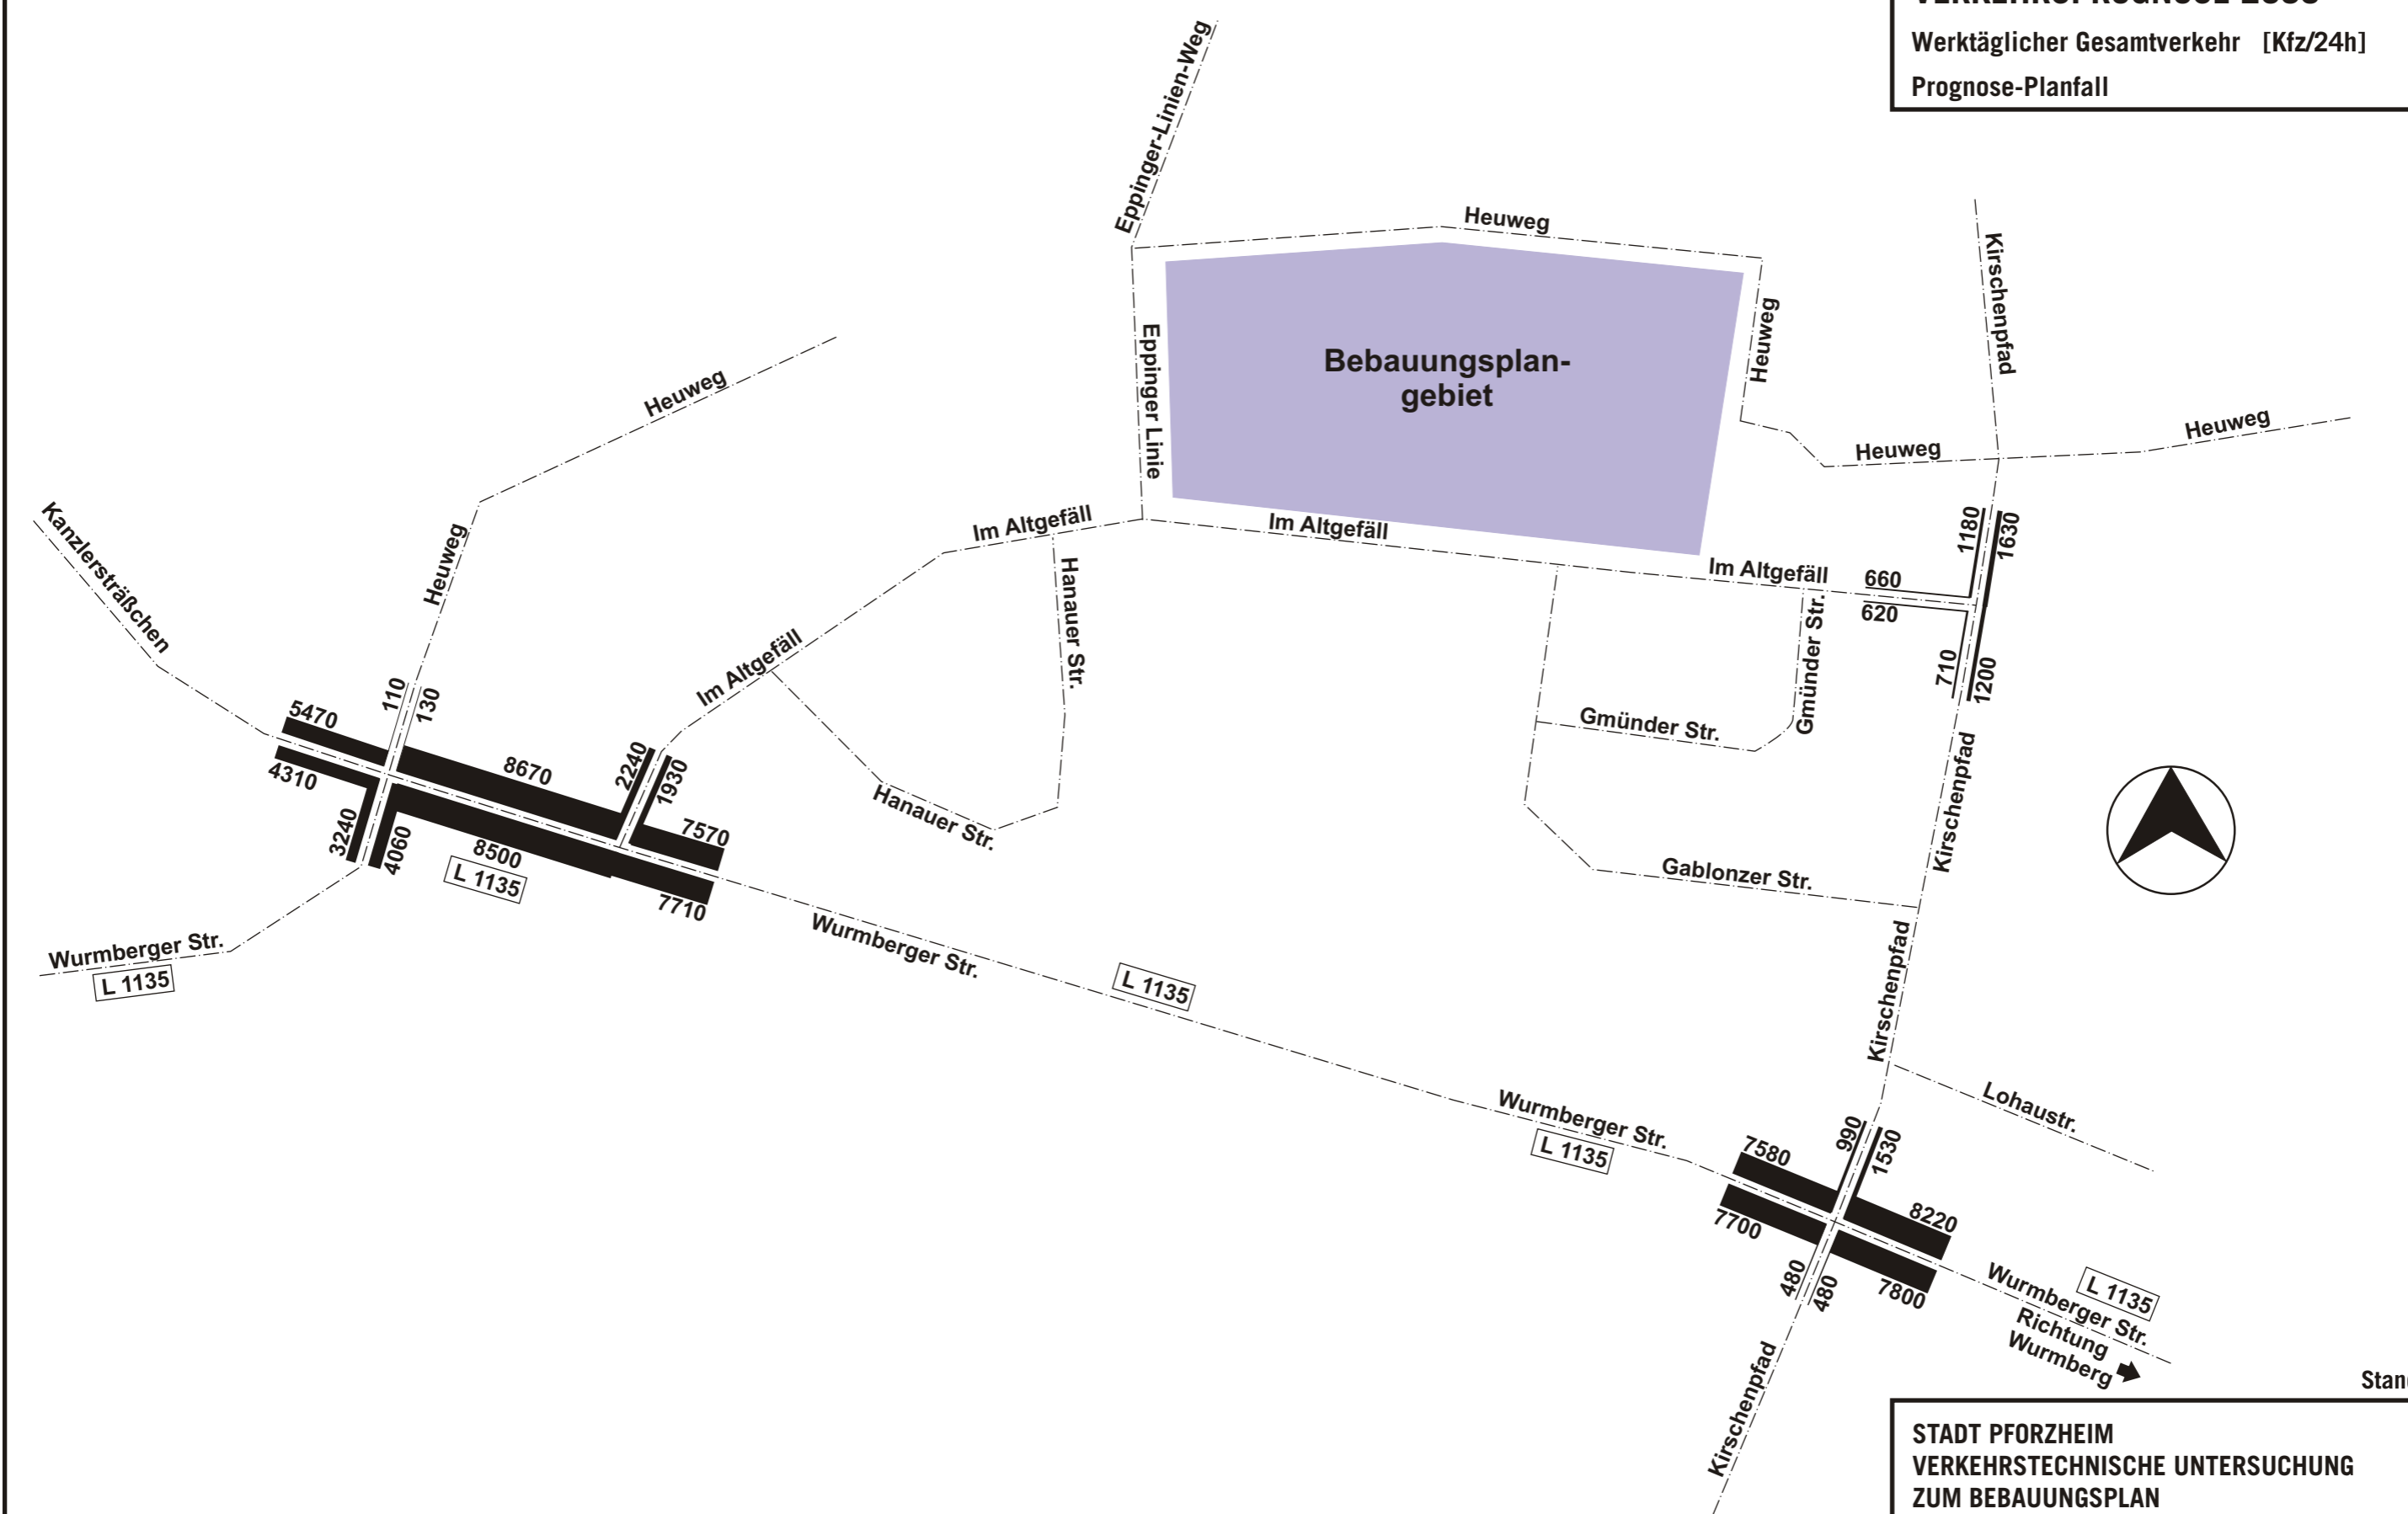 Werktäglicher Gesamtverkehr [Kfz/24h]
Prognose-Planfall
Eppinger-Linien-Weg
Heuweg
Kirschenpfad
Heuweg
Eppinger Linie
Bebauungsplan-
gebiet
Heuweg
Heuweg
Heuweg
Kanzlersträßchen
Heuweg
Im Altgefäll
Im Altgefäll
Im Altgefäll
660
620
1180
1630
710
1200
Hanauer Str.
Gmünder Str.
Im Altgefäll
110
130
5470
4310
8670
2240
1930
7570
3240
4060
8500
L 1135
7710
Hanauer Str.
Gmünder Str.
Kirschenpfad
Gablonzer Str.
Wurmberger Str.
L 1135
Wurmberger Str.
L 1135
Kirschenpfad
Lohaustr.
Wurmberger Str.
L 1135
990
1530
7580
7700
8220
7800
480
480
L 1135
Wurmberger Str.
Richtung
Wurmberg
Kirschenpfad
STADT PFORZHEIM
VERKEHRSTECHNISCHE UNTERSUCHUNG
ZUM BEBAUUNGSPLAN